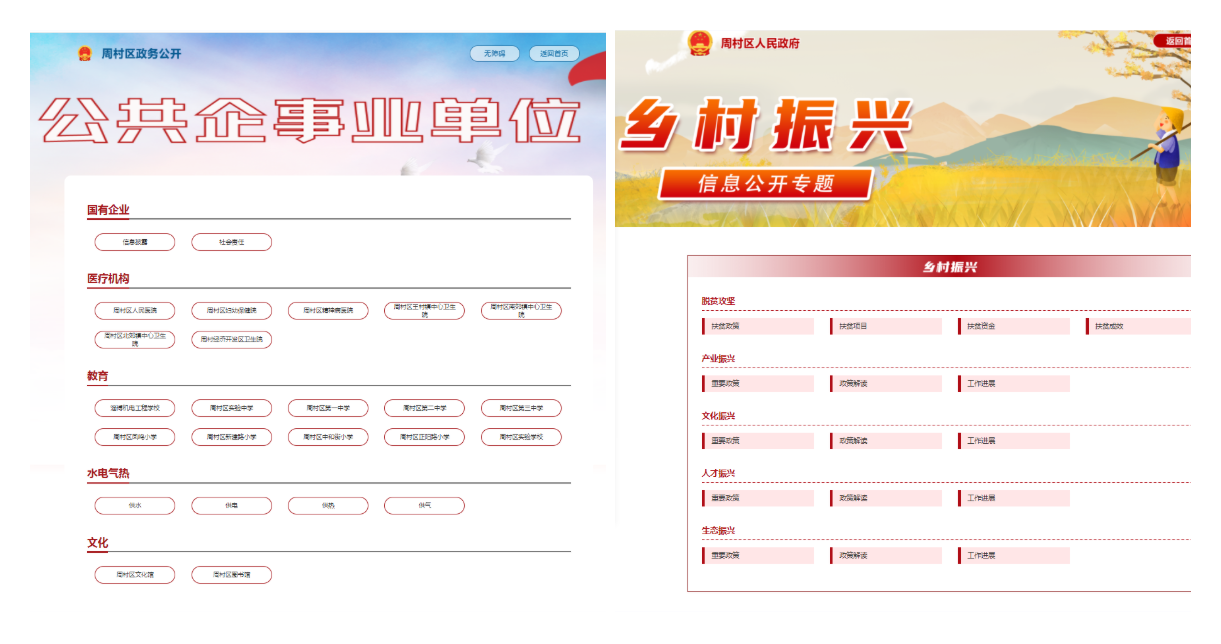 周村区政务公开
无障碍
返回首页
公共企事业单位
国有企业
信息披露
社会责任
医疗机构
周村区人民医院
周村区妇幼保健院
周村区精神病医院
周村区王村镇中心卫生院
周村区南郊镇中心卫生院
周村区北郊镇中心卫生院
周村经济开发区卫生院
教育
淄博机电工程学校
周村区实验中学
周村区第一中学
周村区第二中学
周村区第三中学
周村区凤鸣小学
周村区新建路小学
周村区中和街小学
周村区正阳路小学
周村区实验学校
水电气热
供水
供电
供热
供气
文化
周村区文化馆
周村区图书馆
周村区人民政府
返回首
乡村振兴
信息公开专题
乡村振兴
脱贫攻坚
扶贫政策
扶贫项目
扶贫资金
扶贫成效
产业振兴
重要政策
政策解读
工作进展
文化振兴
重要政策
政策解读
工作进展
人才振兴
重要政策
政策解读
工作进展
生态振兴
重要政策
政策解读
工作进展